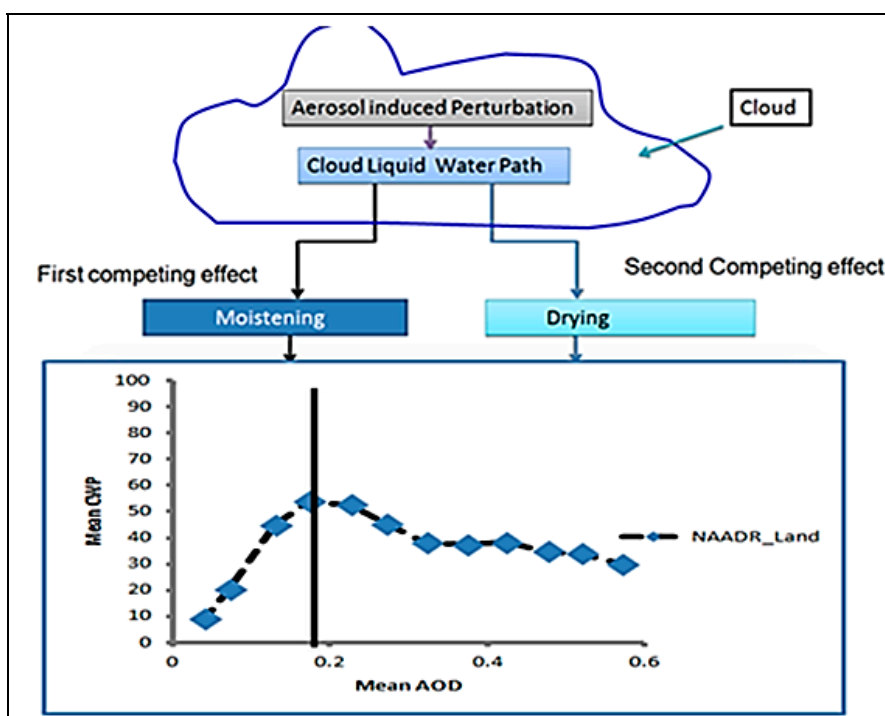 Aerosol induced Perturbation
Cloud
Cloud Liquid Water Path
First competing effect
Second Competing effect
Moistening
Drying
100
90
80
70
60
50
40
30
20
10
0
Mean CWP
NAADR_Land
0
0.2
0.4
0.6
Mean AOD